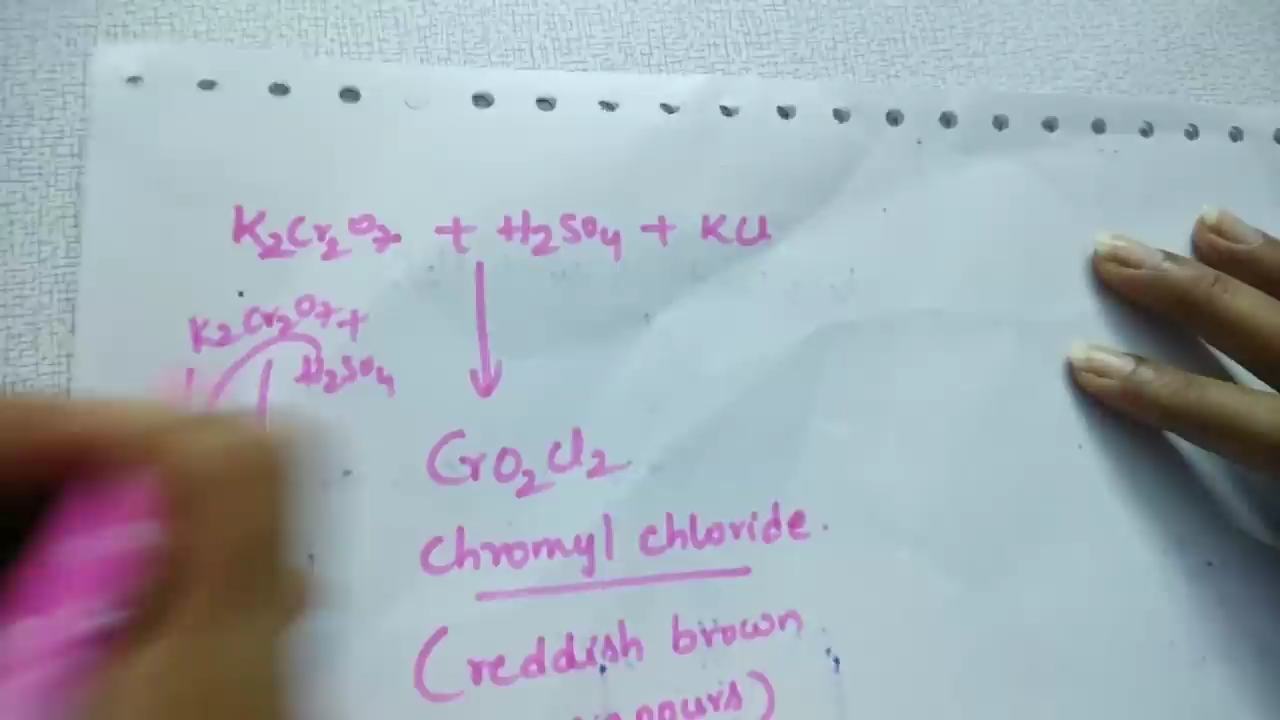 K₂Cr₂O₇ + H₂SO₄ + KCl
K₂Cr₂O₇ +
H₂SO₄
CrO₂Cl₂
Chromyl chloride.
(reddish brown